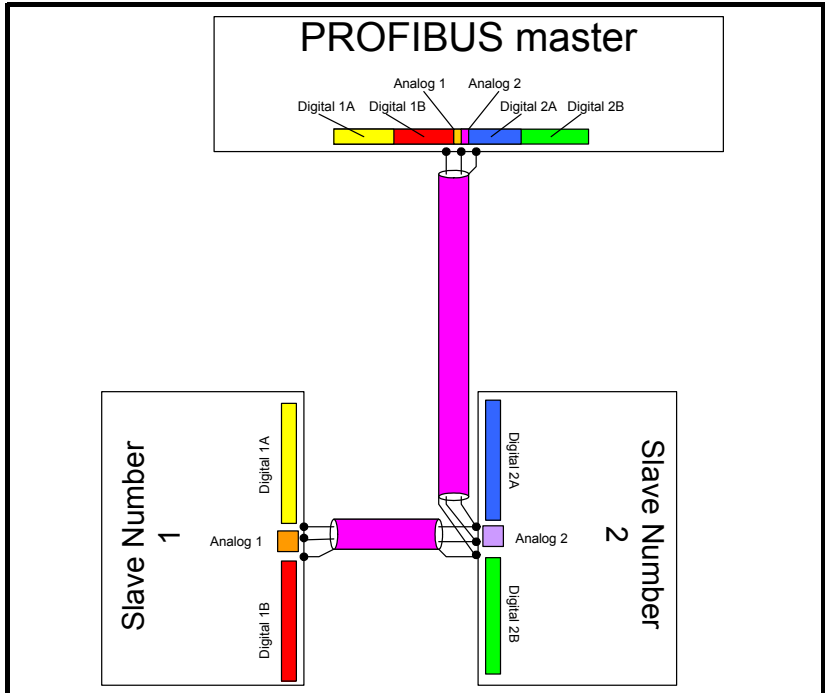 PROFIBUS master
Analog 1 Analog 2
Digital 1A Digital 1B Digital 2A Digital 2B
Slave Number
1
Digital 1A
Analog 1
Digital 1B
Digital 2A
Analog 2
Digital 2B
Slave Number
2